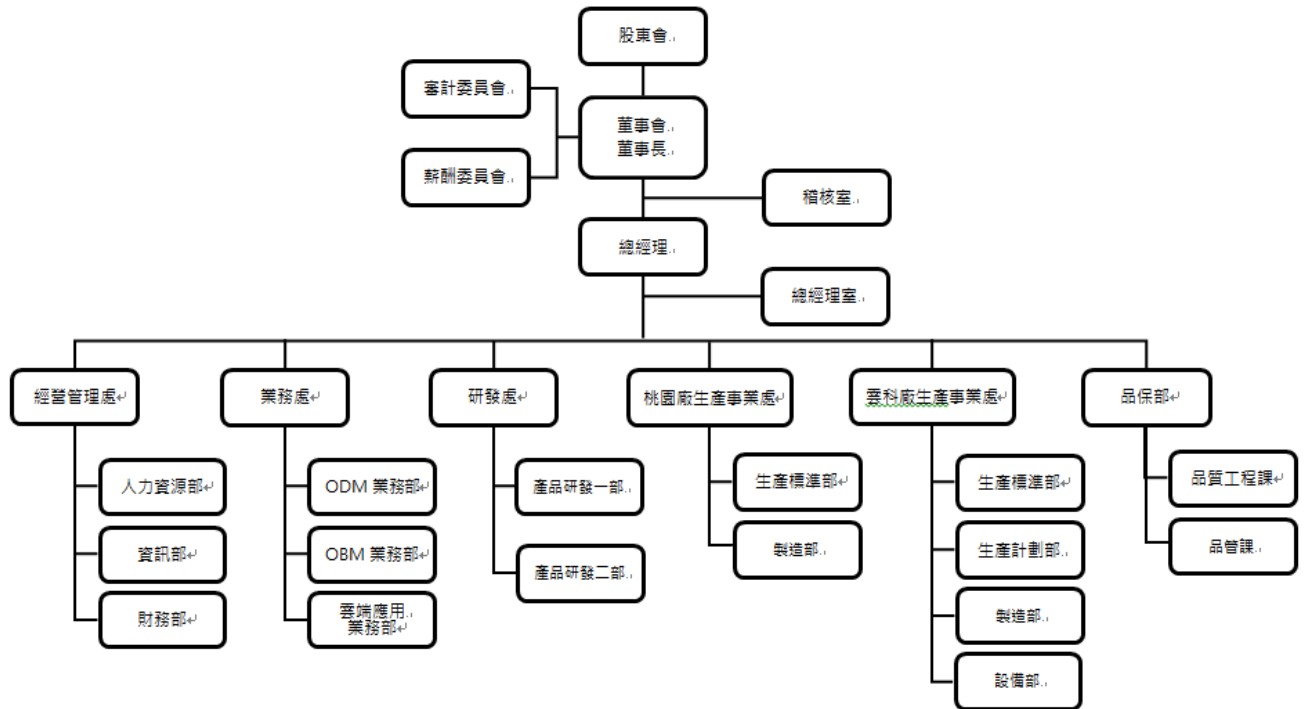 股東會
審計委員會
董事會
董事長
薪酬委員會
稽核室
總經理
總經理室
經營管理處
業務處
研發處
桃園廠生產事業處
雲科廠生產事業處
品保部
人力資源部
ODM 業務部
產品研發一部
生產標準部
生產標準部
品質工程課
資訊部
OBM 業務部
產品研發二部
製造部
生產計劃部
品管課
財務部
雲端應用
業務部
製造部
設備部